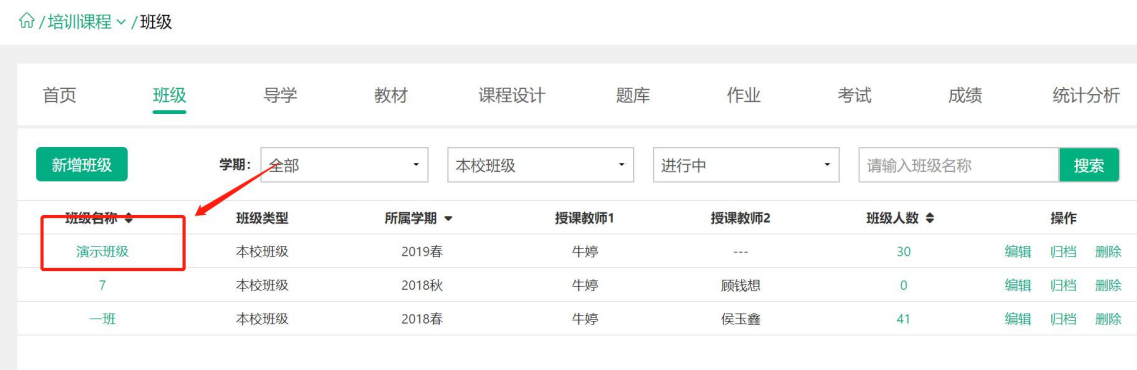 /培训课程 /班级
首页 班级 导学 教材 课程设计 题库 作业 考试 成绩 统计分析
新增班级 学期： 全部 本校班级 进行中 请输入班级名称 搜索
班级名称 班级类型 所属学期 授课教师1 授课教师2 班级人数 操作
演示班级 本校班级 2019春 牛婷 --- 30 编辑 归档 删除
7 本校班级 2018秋 牛婷 顾钱想 0 编辑 归档 删除
一班 本校班级 2018春 牛婷 侯玉鑫 41 编辑 归档 删除